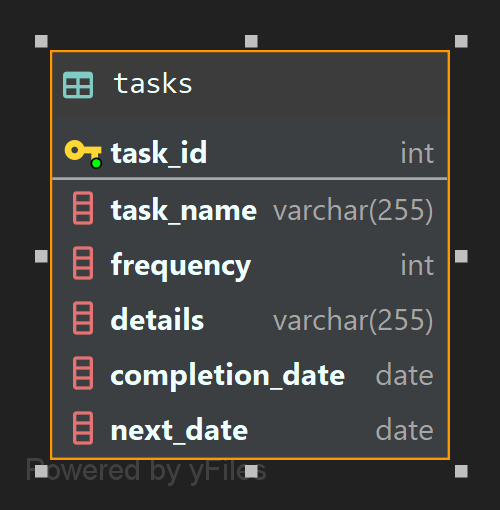 tasks
task_id int
task_name varchar(255)
frequency int
details varchar(255)
completion_date date
next_date date
Powered by yFiles